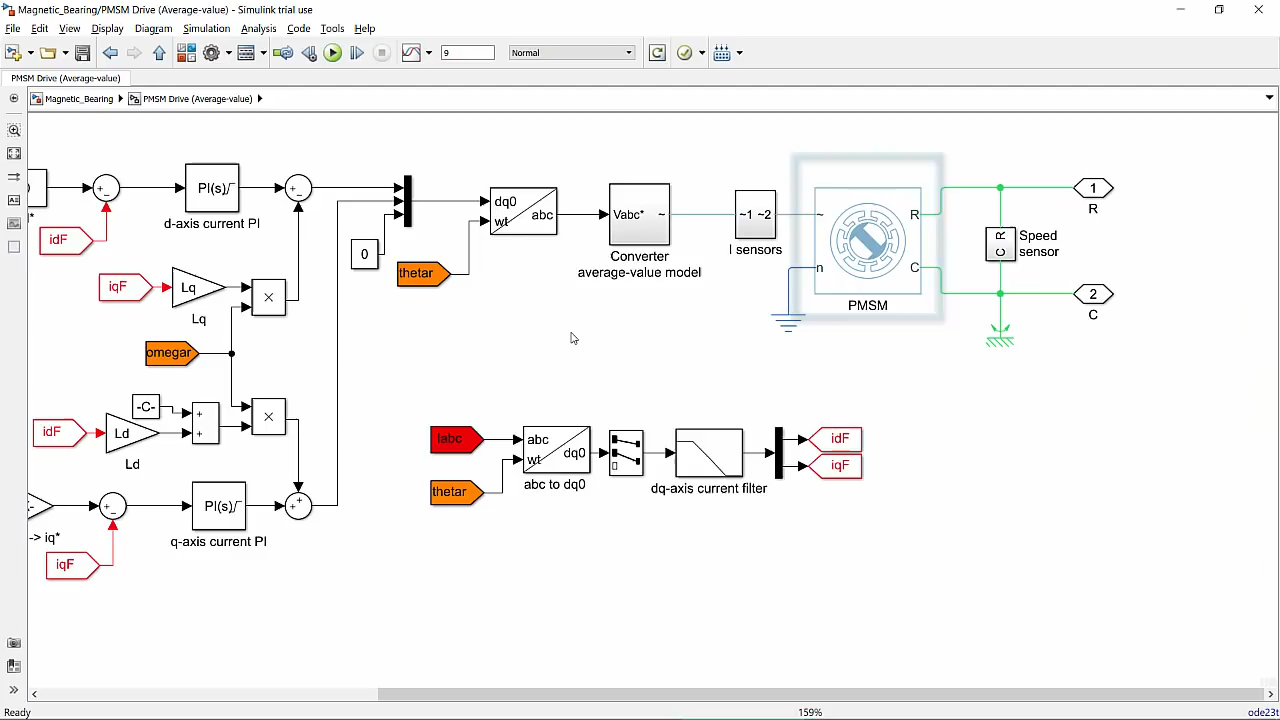 Magnetic_Bearing/PMSM Drive (Average-value) - Simulink trial use
File Edit View Display Diagram Simulation Analysis Code Tools Help
9 Normal
PMSM Drive (Average-value)
Magnetic_Bearing PMSM Drive (Average-value)
PI(s)
d-axis current PI
idF
iqF
Lq
Lq
×
omegar
0
thetar
dq0
wt
abc
Vabc* ~
Converter
average-value model
~1 ~2
I sensors
~
n
R
C
PMSM
C R
Speed
sensor
1
R
2
C
idF
Ld
Ld
-C-
+
+
×
-> iq*
iqF
PI(s)
q-axis current PI
Iabc
thetar
abc
wt
dq0
abc to dq0
dq-axis current filter
idF
iqF
Ready 159% ode23t